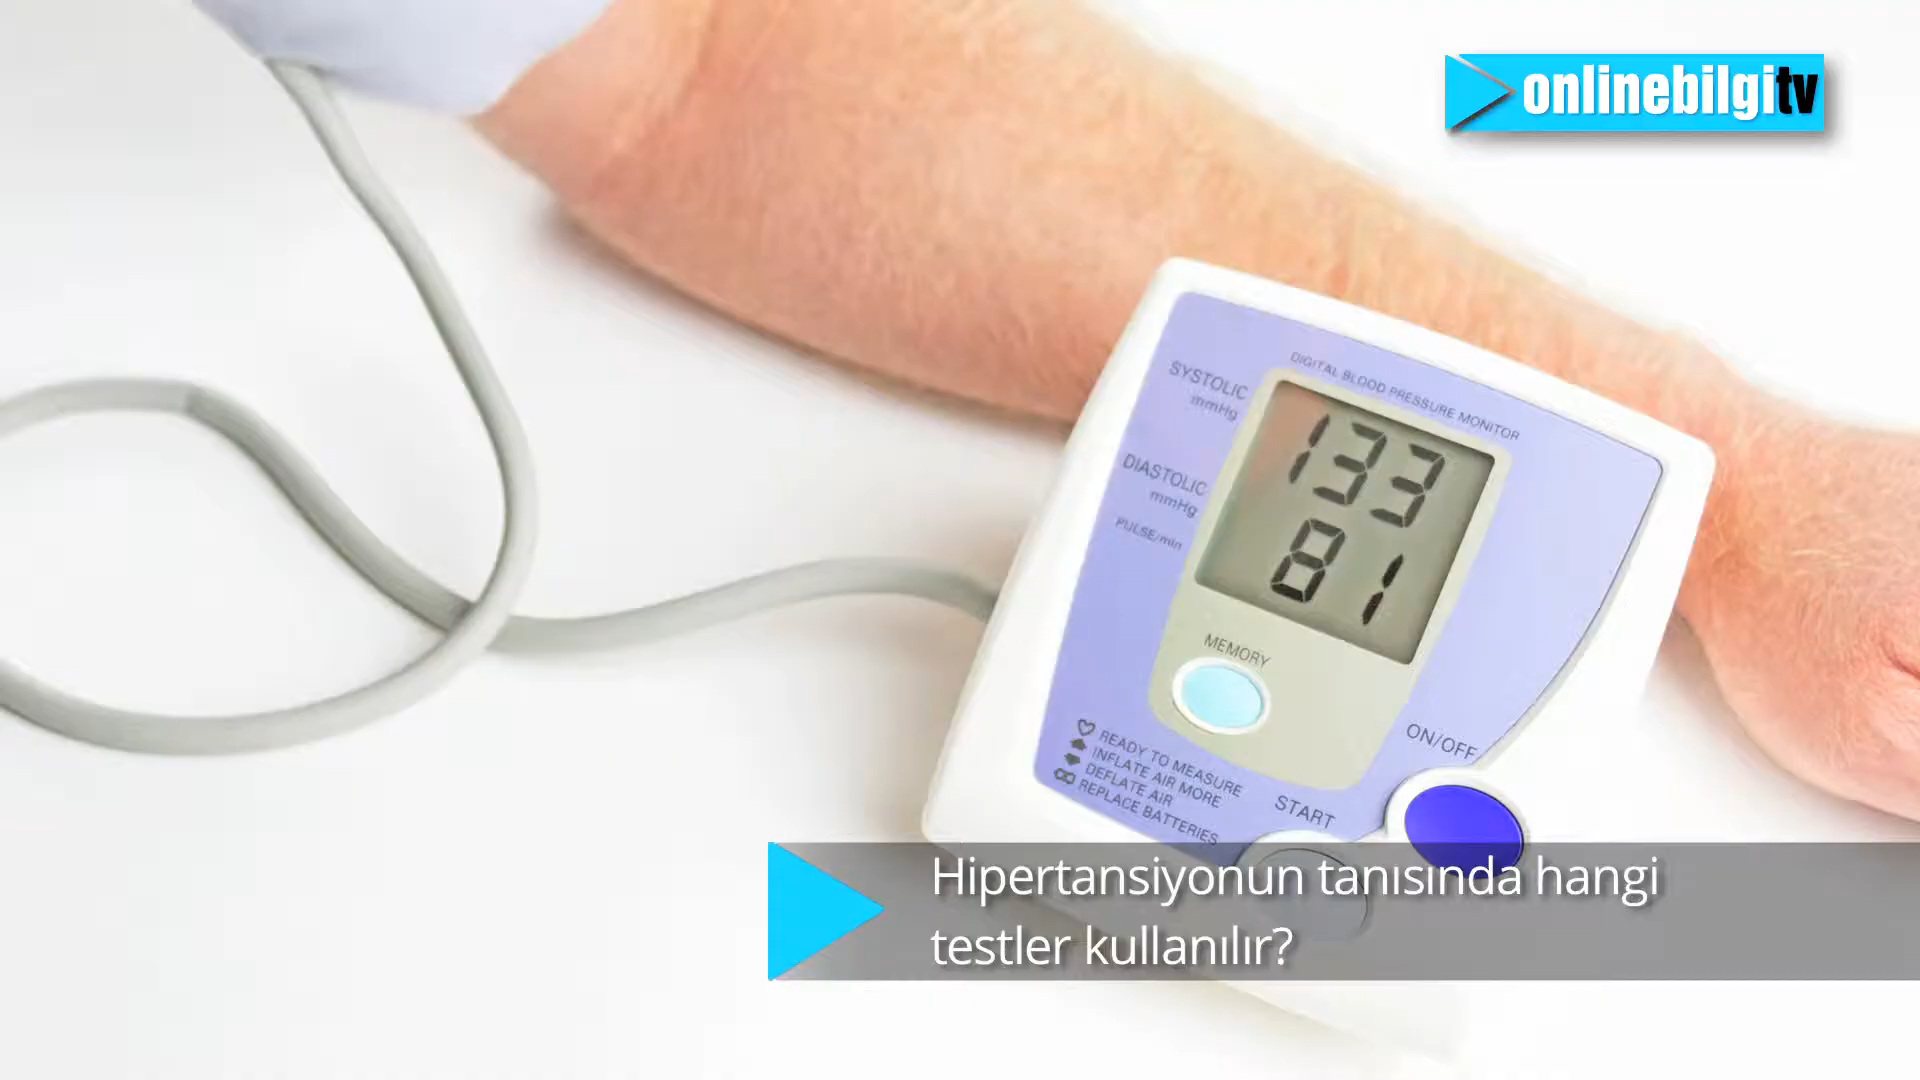 onlinebilgitv
DIGITAL BLOOD PRESSURE MONITOR
SYSTOLIC
mmHg
133
DIASTOLIC
mmHg
81
PULSE/min
MEMORY
READY TO MEASURE
INFLATE AIR MORE
DEFLATE AIR
REPLACE BATTERIES
START
ON/OFF
Hipertansiyonun tanısında hangi
testler kullanılır?